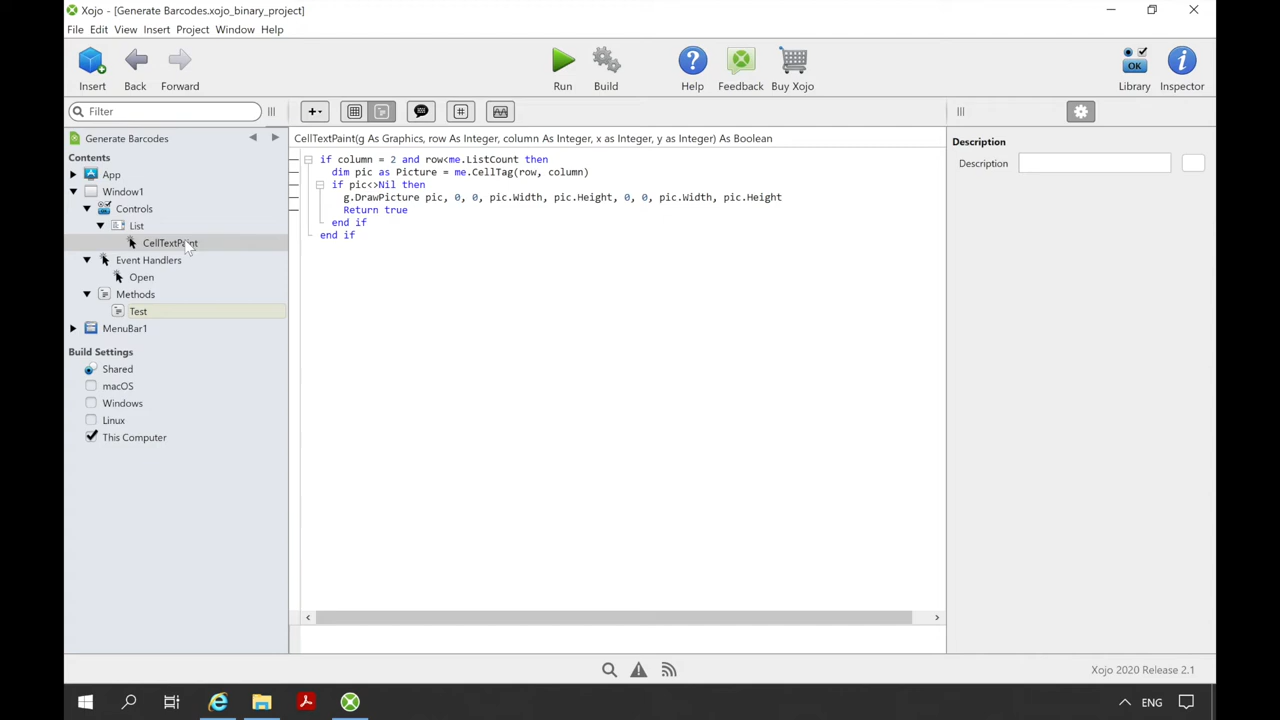 Xojo - [Generate Barcodes.xojo_binary_project]
File Edit View Insert Project Window Help
Insert Back Forward Run Build Help Feedback Buy Xojo OK Library Inspector
Filter
Generate Barcodes
CellTextPaint(g As Graphics, row As Integer, column As Integer, x as Integer, y as Integer) As Boolean
Contents
App
Window1
Controls
List
CellTextPaint
Event Handlers
Open
Methods
Test
MenuBar1
Build Settings
Shared
macOS
Windows
Linux
This Computer
if column = 2 and row<me.ListCount then
dim pic as Picture = me.CellTag(row, column)
if pic<>Nil then
g.DrawPicture pic, 0, 0, pic.Width, pic.Height, 0, 0, pic.Width, pic.Height
Return true
end if
end if
Description
Description
Xojo 2020 Release 2.1
ENG